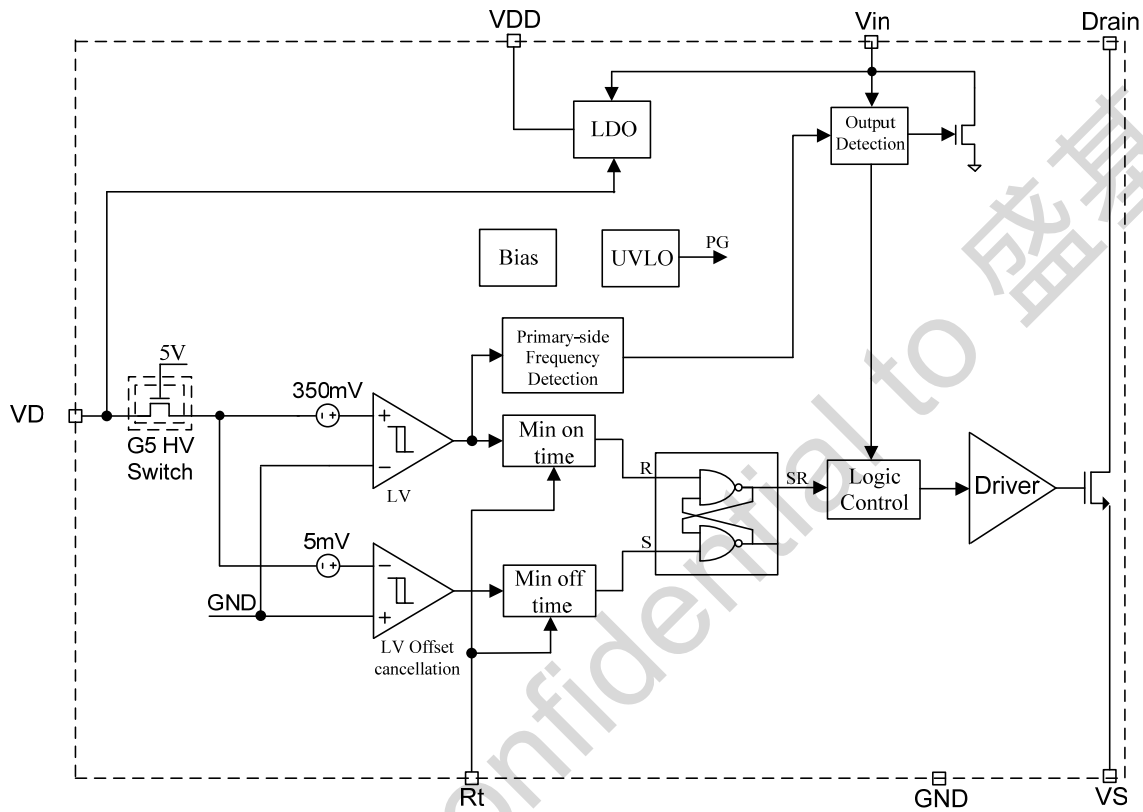 VDD
Vin
Drain
LDO
Output
Detection
Bias
UVLO
PG
Primary-side
Frequency
Detection
5V
VD
G5 HV
Switch
350mV
+
−
LV
Min on
time
R
SR
Logic
Control
Driver
5mV
−
+
GND
LV Offset
cancellation
Min off
time
S
Rt
GND
VS
onfidential to 盛基